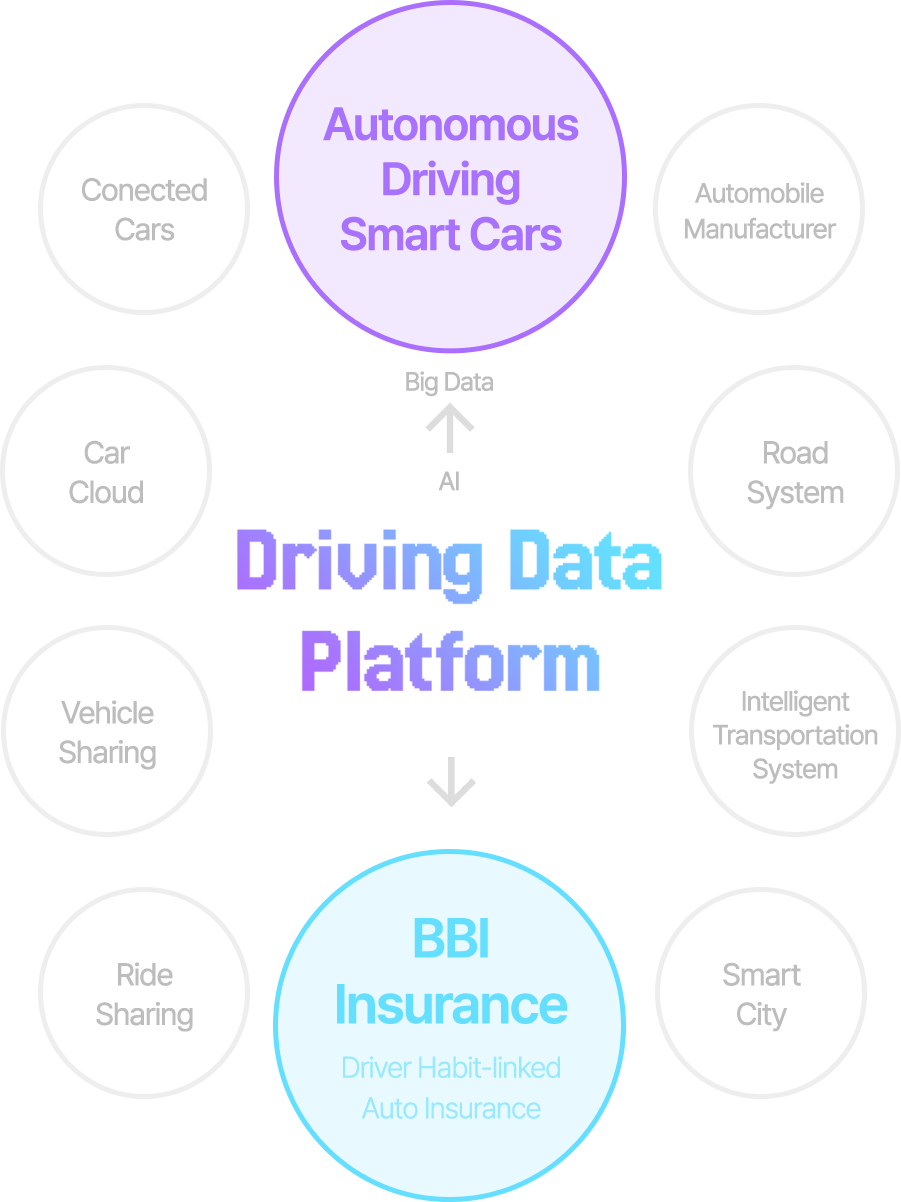 Autonomous
Driving
Smart Cars
Conected
Cars
Automobile
Manufacturer
Big Data
AI
Car
Cloud
Road
System
Driving Data
Platform
Vehicle
Sharing
Intelligent
Transportation
System
BBI
Insurance
Driver Habit-linked
Auto Insurance
Ride
Sharing
Smart
City